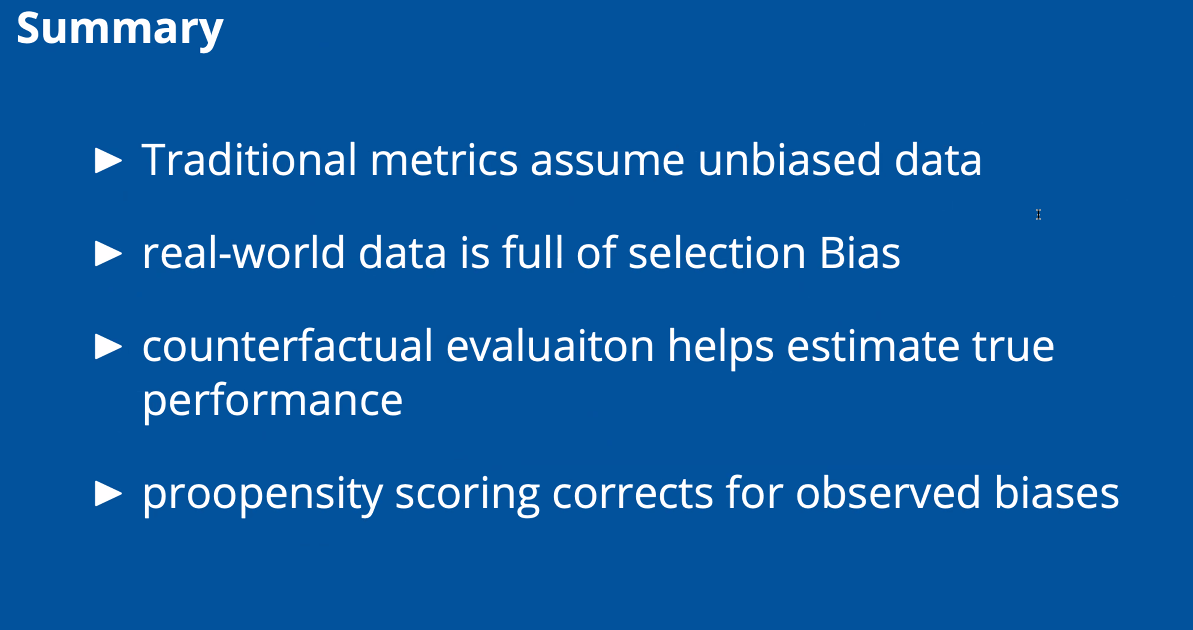 Summary
► Traditional metrics assume unbiased data
► real-world data is full of selection Bias
► counterfactual evaluaiton helps estimate true
performance
► proopensity scoring corrects for observed biases